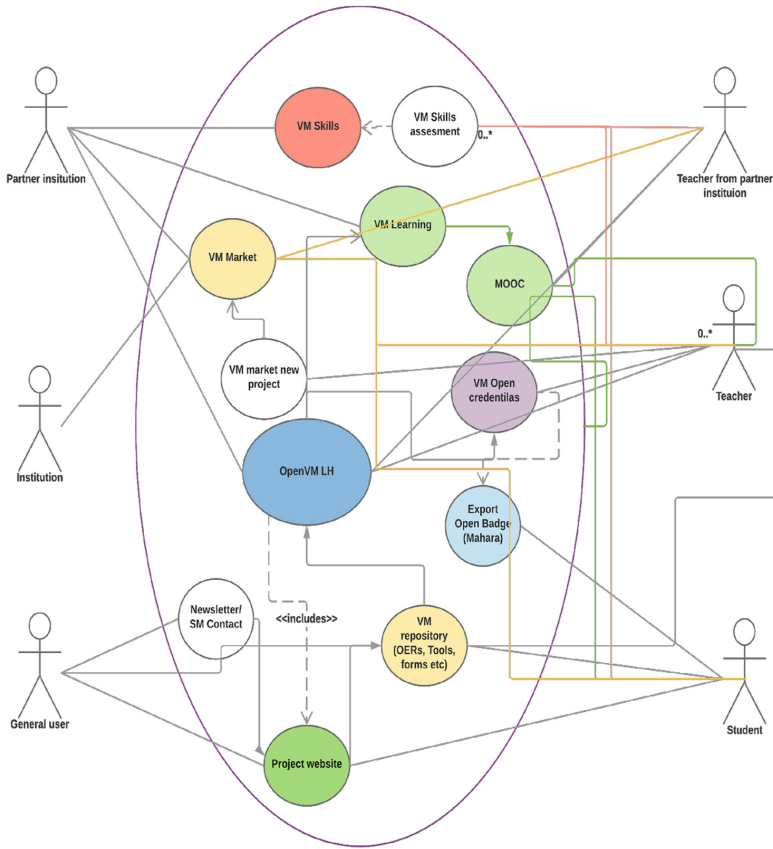 VM Skills
VM Skills
assesment
0..*
Partner insitution
Teacher from partner
instituion
VM Learning
VM Market
MOOC
0..*
VM market new
project
VM Open
credentilas
Teacher
OpenVM LH
Institution
Export
Open Badge
(Mahara)
Newsletter/
SM Contact
<<includes>>
VM
repository
(OERs, Tools,
forms etc)
General user
Student
Project website